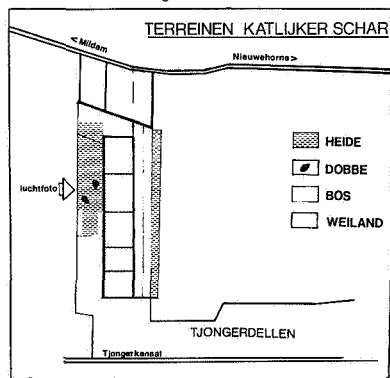 TERREINEN KATLIJKER SCHAR
< Mildam
Nieuwehorne >
HEIDE
DOBBE
luchtfoto
BOS
WEILAND
TJONGERDELLEN
Tjongerkanaal